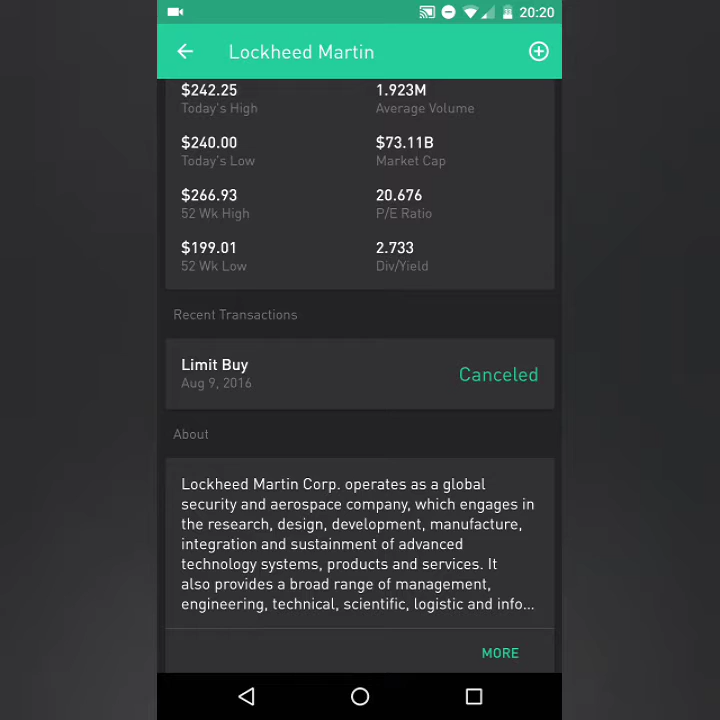 20:20
Lockheed Martin
$242.25 1.923M
Today's High Average Volume
$240.00 $73.11B
Today's Low Market Cap
$266.93 20.676
52 Wk High P/E Ratio
$199.01 2.733
52 Wk Low Div/Yield
Recent Transactions
Limit Buy
Aug 9, 2016
Canceled
About
Lockheed Martin Corp. operates as a global
security and aerospace company, which engages in
the research, design, development, manufacture,
integration and sustainment of advanced
technology systems, products and services. It
also provides a broad range of management,
engineering, technical, scientific, logistic and info...
MORE